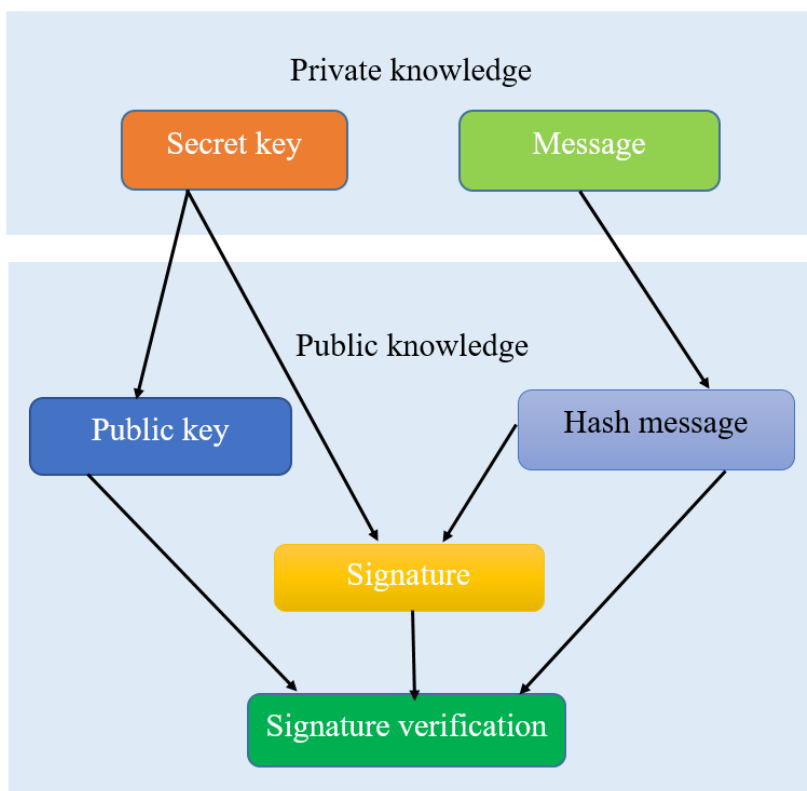 Private knowledge
Secret key
Message
Public knowledge
Public key
Hash message
Signature
Signature verification